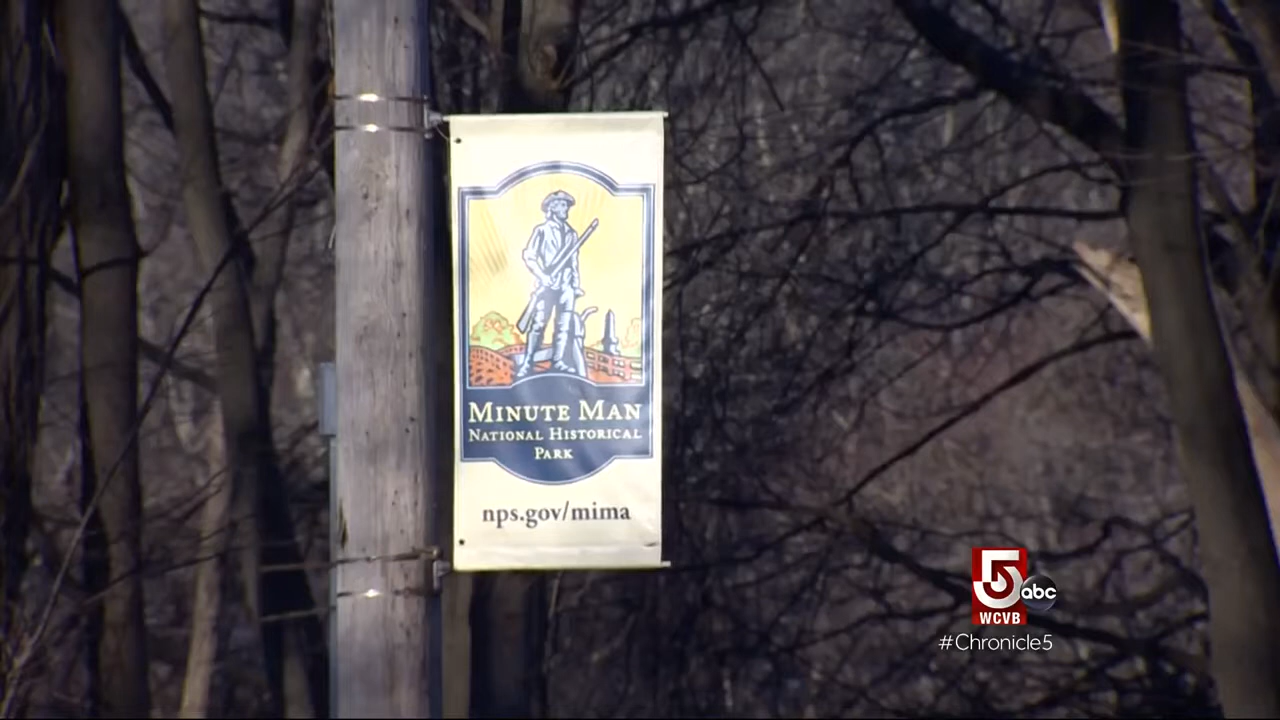 MINUTE MAN
NATIONAL HISTORICAL
PARK
nps.gov/mima
5
abc
WCVB
#Chronicle5